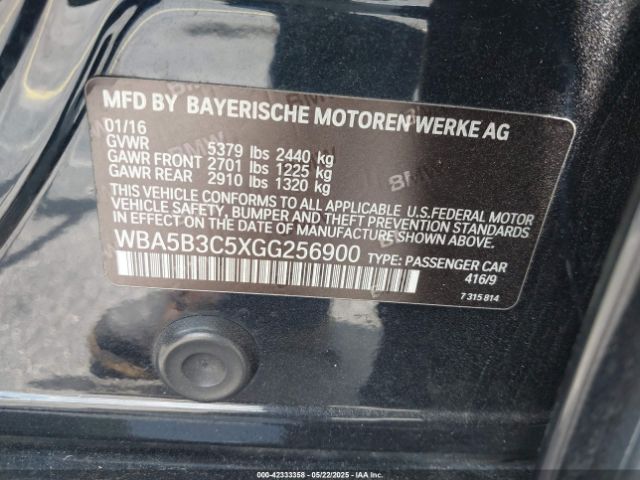 MFD BY BAYERISCHE MOTOREN WERKE AG
01/16
GVWR 5379 lbs 2440 kg
GAWR FRONT 2701 lbs 1225 kg
GAWR REAR 2910 lbs 1320 kg
THIS VEHICLE CONFORMS TO ALL APPLICABLE U.S.FEDERAL MOTOR
VEHICLE SAFETY, BUMPER AND THEFT PREVENTION STANDARDS
IN EFFECT ON THE DATE OF MANUFACTURE SHOWN ABOVE.
WBA5B3C5XGG256900 TYPE: PASSENGER CAR
416/9
7 315 814
000-42333358 — 05/22/2025 — IAAI.COM